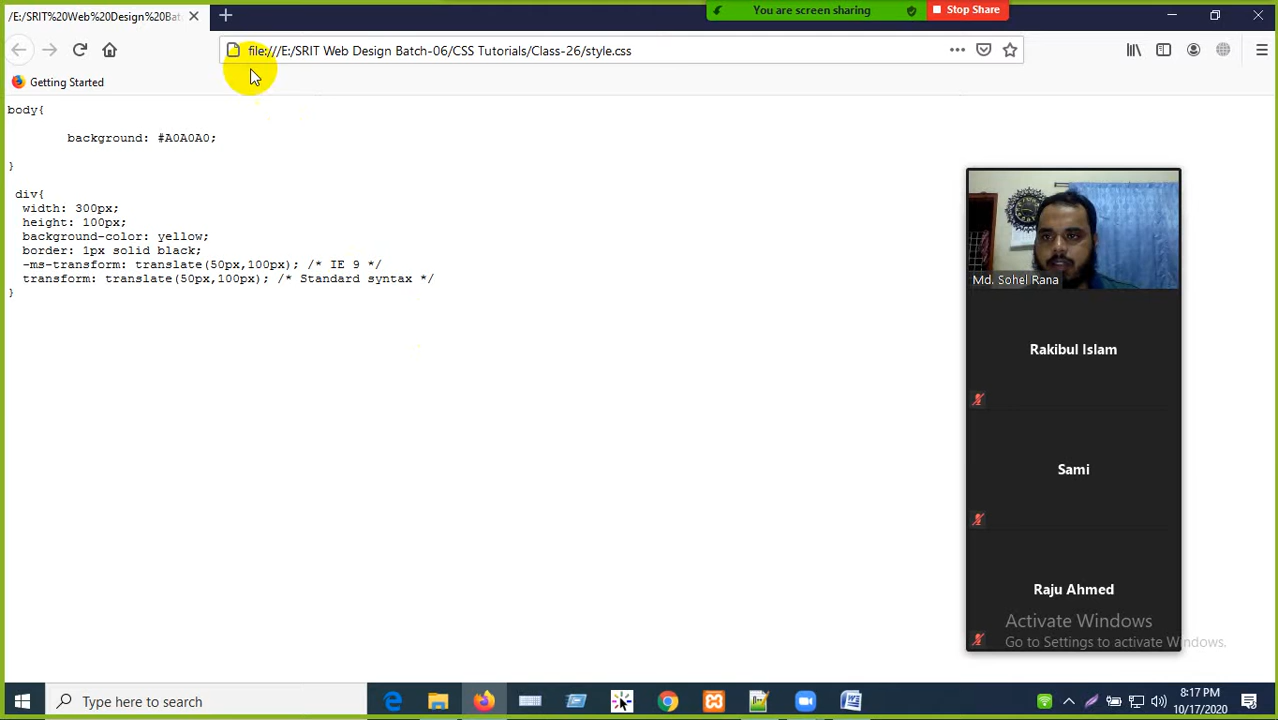 /E:/SRIT%20Web%20Design%20Bat
You are screen sharing
Stop Share
file:///E:/SRIT Web Design Batch-06/CSS Tutorials/Class-26/style.css
Getting Started
body{
background: #A0A0A0;
}
div{
width: 300px;
height: 100px;
background-color: yellow;
border: 1px solid black;
-ms-transform: translate(50px,100px); /* IE 9 */
transform: translate(50px,100px); /* Standard syntax */
}
Md. Sohel Rana
Rakibul Islam
Sami
Raju Ahmed
Activate Windows
Go to Settings to activate Windows.
Type here to search
8:17 PM
10/17/2020